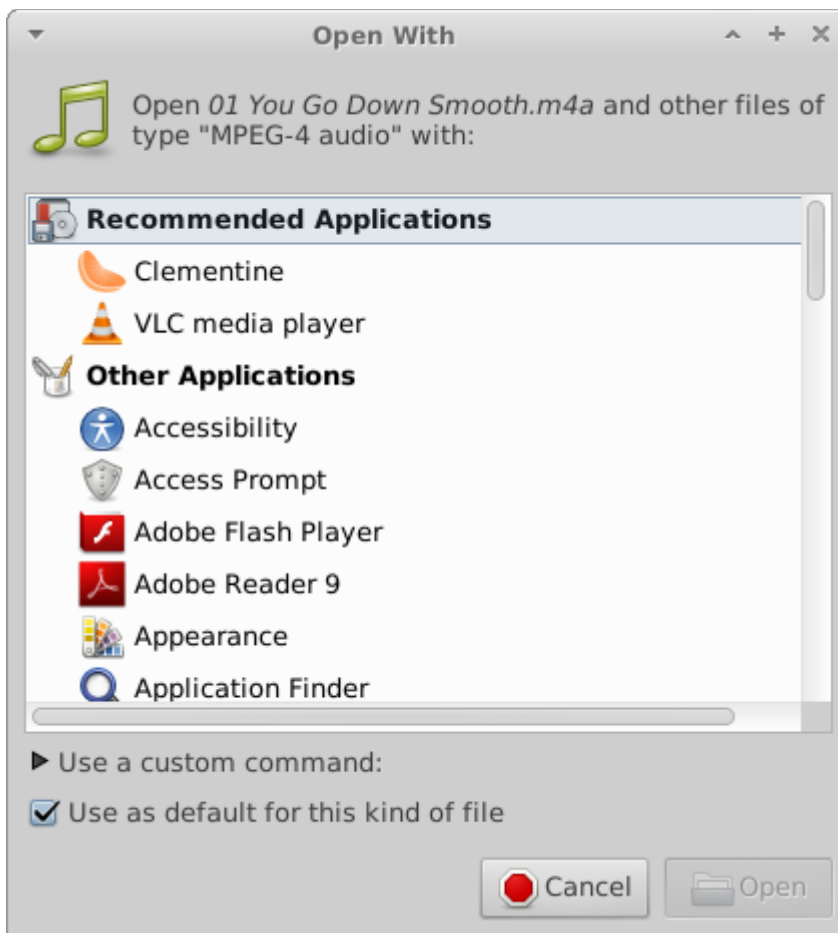 Open With
Open 01 You Go Down Smooth.m4a and other files of
type "MPEG-4 audio" with:
Recommended Applications
Clementine
VLC media player
Other Applications
Accessibility
Access Prompt
Adobe Flash Player
Adobe Reader 9
Appearance
Application Finder
Use a custom command:
Use as default for this kind of file
Cancel
Open